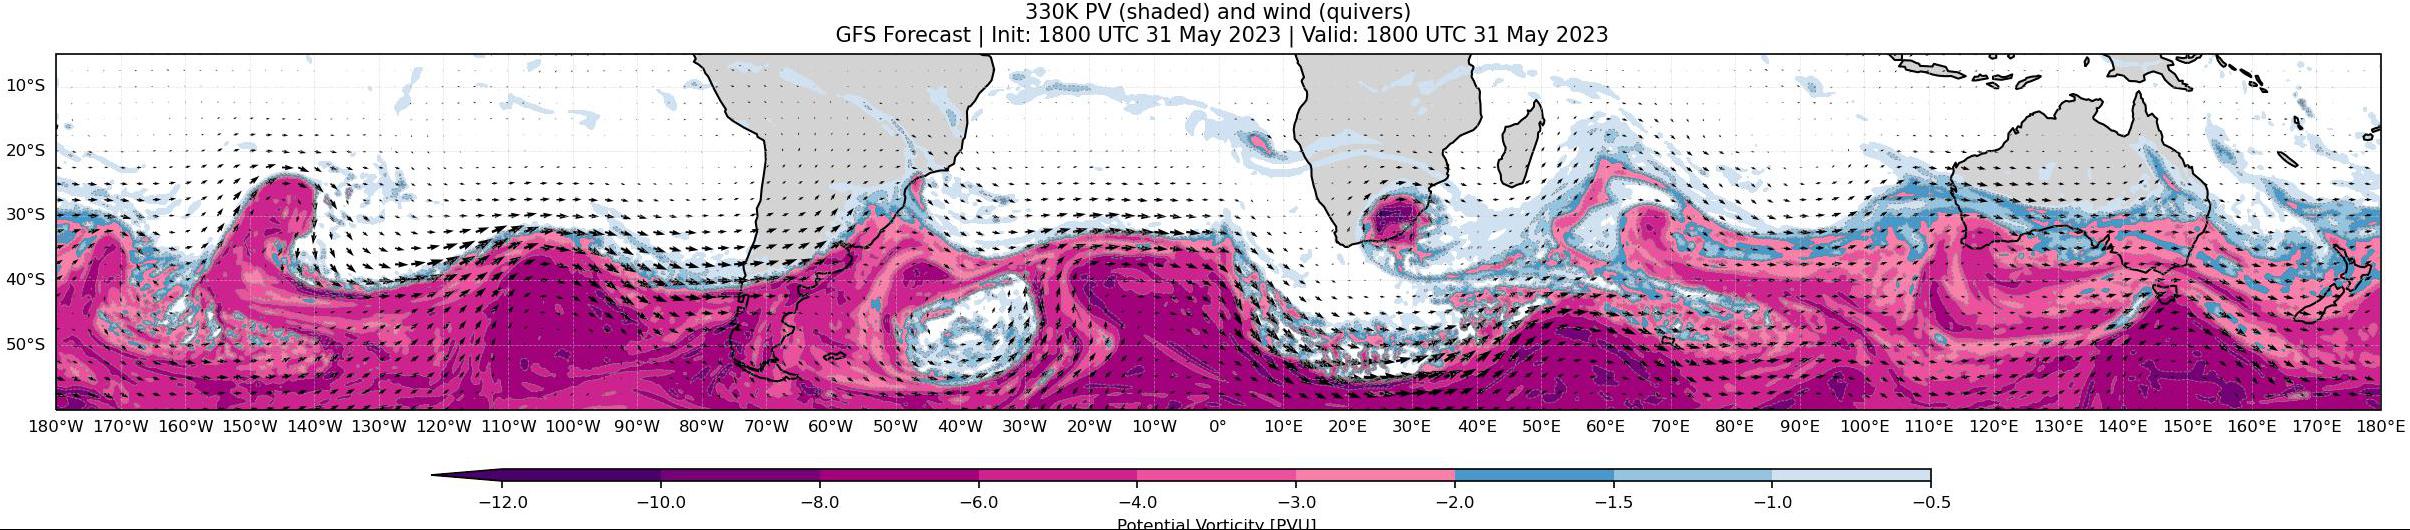 330K PV (shaded) and wind (quivers)
GFS Forecast | Init: 1800 UTC 31 May 2023 | Valid: 1800 UTC 31 May 2023
10°S
20°S
30°S
40°S
50°S
180°W 170°W 160°W 150°W 140°W 130°W 120°W 110°W 100°W 90°W 80°W 70°W 60°W 50°W 40°W 30°W 20°W 10°W 0° 10°E 20°E 30°E 40°E 50°E 60°E 70°E 80°E 90°E 100°E 110°E 120°E 130°E 140°E 150°E 160°E 170°E 180°E
−12.0 −10.0 −8.0 −6.0 −4.0 −3.0 −2.0 −1.5 −1.0 −0.5
Potential Vorticity [PVU]